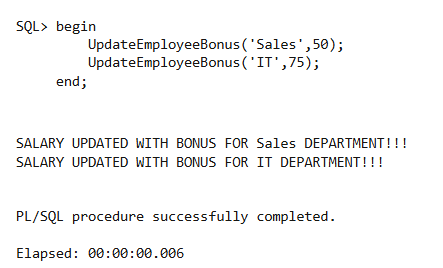 SQL> begin
UpdateEmployeeBonus('Sales',50);
UpdateEmployeeBonus('IT',75);
end;
SALARY UPDATED WITH BONUS FOR Sales DEPARTMENT!!!
SALARY UPDATED WITH BONUS FOR IT DEPARTMENT!!!
PL/SQL procedure successfully completed.
Elapsed: 00:00:00.006